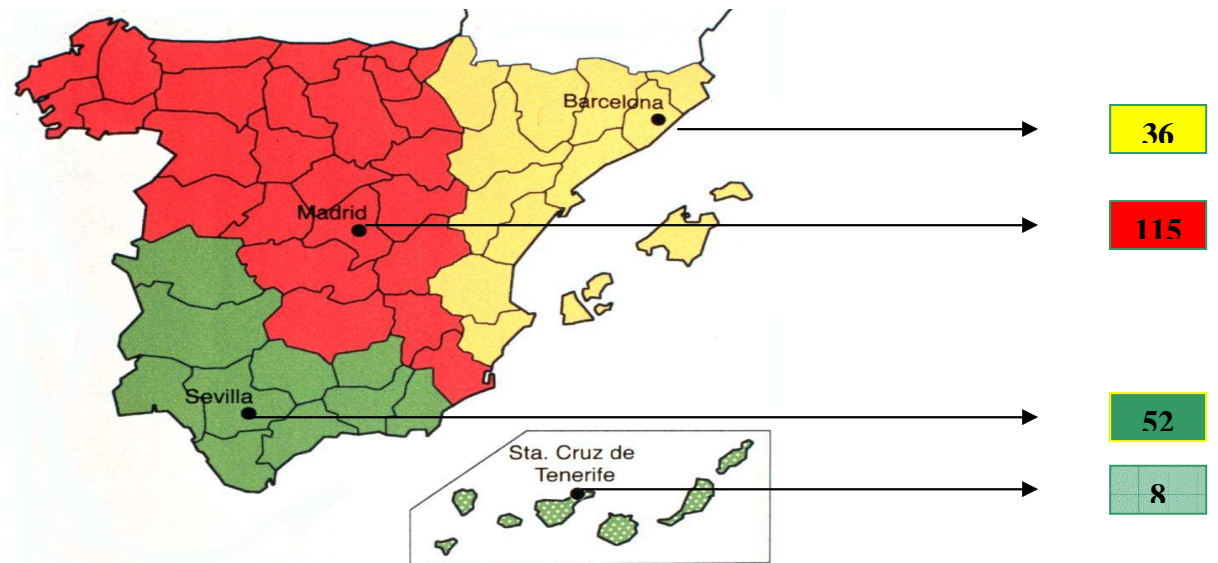 Barcelona
36
Madrid
115
Sevilla
52
Sta. Cruz de
Tenerife
8